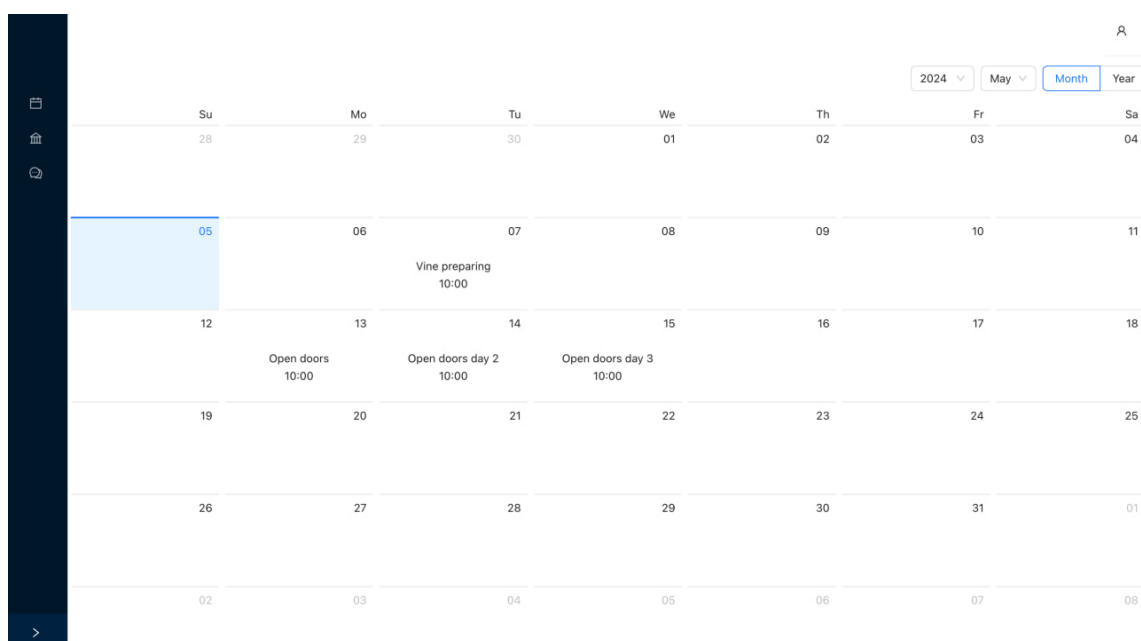 2024 May Month Year
Su Mo Tu We Th Fr Sa
28 29 30 01 02 03 04
05 06 07 08 09 10 11
Vine preparing
10:00
12 13 14 15 16 17 18
Open doors Open doors day 2 Open doors day 3
10:00 10:00 10:00
19 20 21 22 23 24 25
26 27 28 29 30 31 01
02 03 04 05 06 07 08